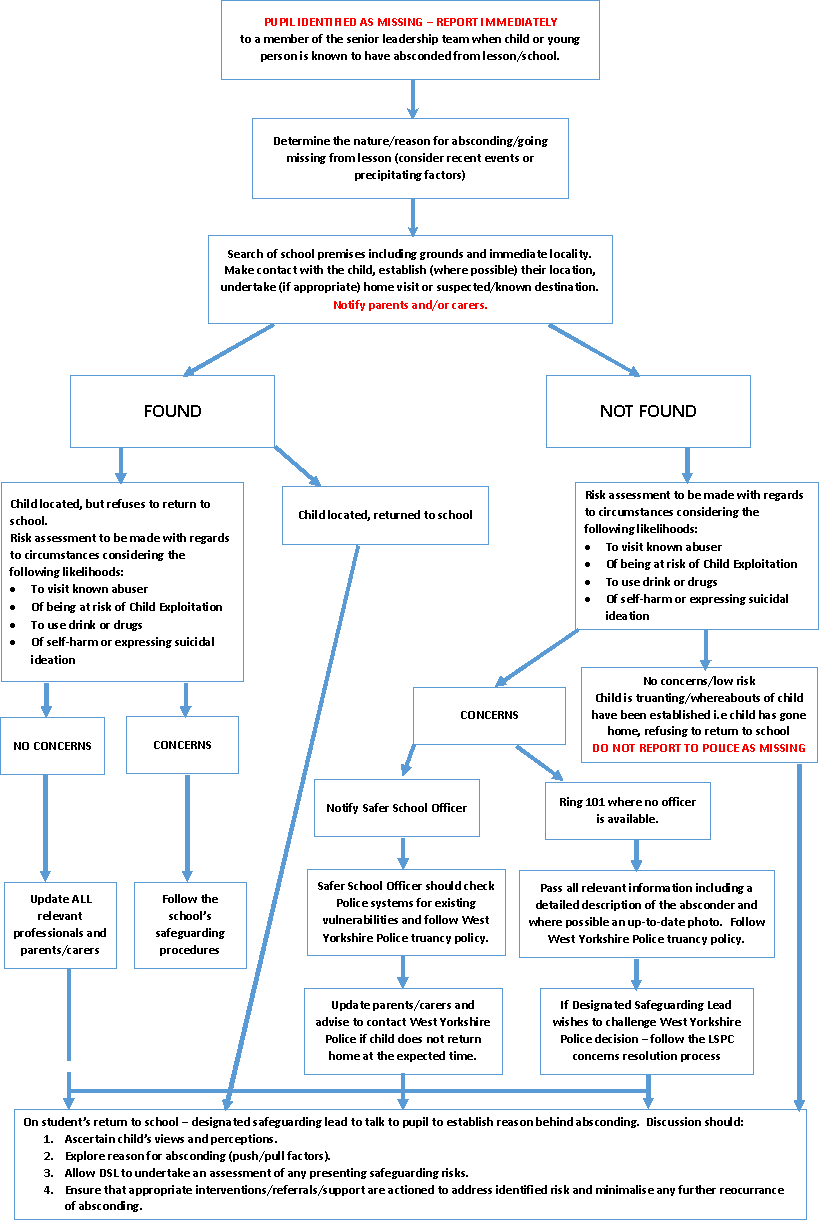 PUPIL IDENTIFIED AS MISSING – REPORT IMMEDIATELY
to a member of the senior leadership team when child or young
person is known to have absconded from lesson/school.
Determine the nature/reason for absconding/going
missing from lesson (consider recent events or
precipitating factors)
Search of school premises including grounds and immediate locality.
Make contact with the child, establish (where possible) their location,
undertake (if appropriate) home visit or suspected/known destination.
Notify parents and/or carers.
FOUND
NOT FOUND
Child located, but refuses to return to
school.
Risk assessment to be made with regards
to circumstances considering the
following likelihoods:
• To visit known abuser
• Of being at risk of Child Exploitation
• To use drink or drugs
• Of self-harm or expressing suicidal
ideation
Child located, returned to school
Risk assessment to be made with regards
to circumstances considering the
following likelihoods:
• To visit known abuser
• Of being at risk of Child Exploitation
• To use drink or drugs
• Of self-harm or expressing suicidal
ideation
NO CONCERNS
CONCERNS
CONCERNS
No concerns/low risk
Child is truanting/whereabouts of child
have been established i.e child has gone
home, refusing to return to school
DO NOT REPORT TO POLICE AS MISSING
Notify Safer School Officer
Ring 101 where no officer
is available.
Update ALL
relevant
professionals and
parents/carers
Follow the
school's
safeguarding
procedures
Safer School Officer should check
Police systems for existing
vulnerabilities and follow West
Yorkshire Police truancy policy.
Pass all relevant information including a
detailed description of the absconder and
where possible an up-to-date photo. Follow
West Yorkshire Police truancy policy.
Update parents/carers and
advise to contact West Yorkshire
Police if child does not return
home at the expected time.
If Designated Safeguarding Lead
wishes to challenge West Yorkshire
Police decision – follow the LSPC
concerns resolution process
On student's return to school – designated safeguarding lead to talk to pupil to establish reason behind absconding. Discussion should:
1. Ascertain child's views and perceptions.
2. Explore reason for absconding (push/pull factors).
3. Allow DSL to undertake an assessment of any presenting safeguarding risks.
4. Ensure that appropriate interventions/referrals/support are actioned to address identified risk and minimalise any further reocurrance
of absconding.